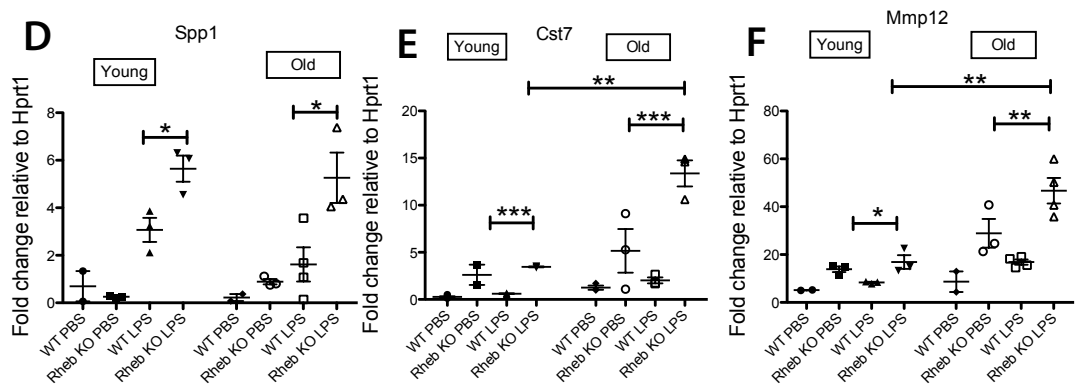 D
Spp1
Young
Old
Fold change relative to Hprt1
8
6
4
2
0
*
*
WT PBS
Rheb KO PBS
WT LPS
Rheb KO LPS
WT PBS
Rheb KO PBS
WT LPS
Rheb KO LPS
E
Cst7
Young
Old
Fold change relative to Hprt1
20
15
10
5
0
**
***
***
WT PBS
Rheb KO PBS
WT LPS
Rheb KO LPS
WT PBS
Rheb KO PBS
WT LPS
Rheb KO LPS
F
Mmp12
Young
Old
Fold change relative to Hprt1
80
60
40
20
0
**
**
*
WT PBS
Rheb KO PBS
WT LPS
Rheb KO LPS
WT PBS
Rheb KO PBS
WT LPS
Rheb KO LPS